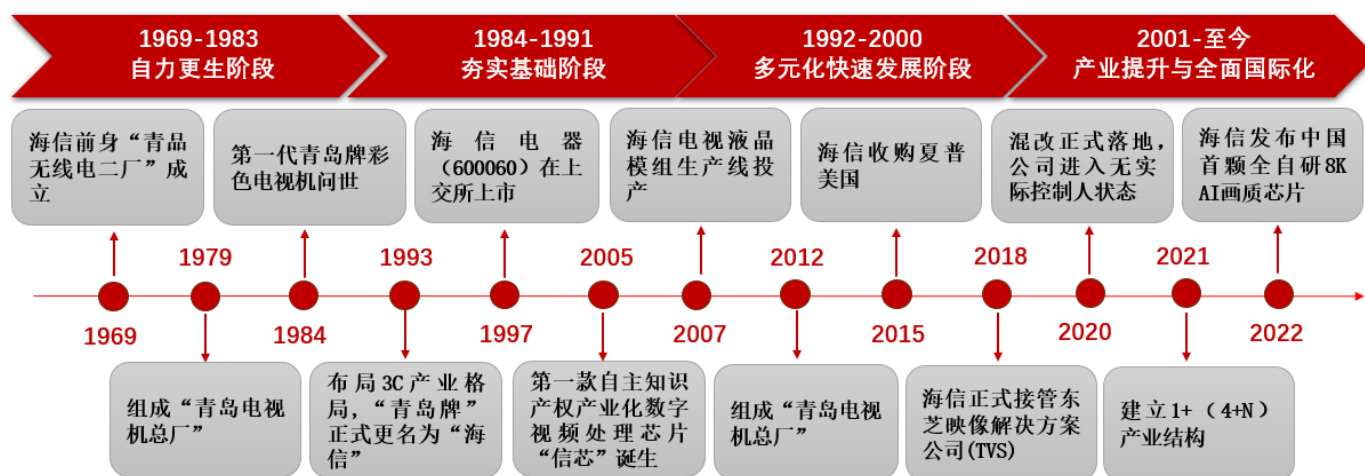 1969-1983
自力更生阶段
1984-1991
夯实基础阶段
1992-2000
多元化快速发展阶段
2001-至今
产业提升与全面国际化
海信前身“青品
无线电二厂”成
立
第一代青岛牌彩
色电视机问世
海信电器
（600060）在上
交所上市
海信电视液晶
模组生产线投
产
海信收购夏普
美国
混改正式落地，
公司进入无实
际控制人状态
海信发布中国
首颗全自研8K
AI画质芯片
1979
1993
2005
2012
2018
2021
1969
1984
1997
2007
2015
2020
2022
组成“青岛电视
机总厂”
布局3C产业格
局，“青岛牌”
正式更名为“海
信”
第一款自主知识
产权产业化数字
视频处理芯片
“信芯”诞生
组成“青岛电视
机总厂”
海信正式接管东
芝映像解决方案
公司(TVS)
建立1+（4+N）
产业结构